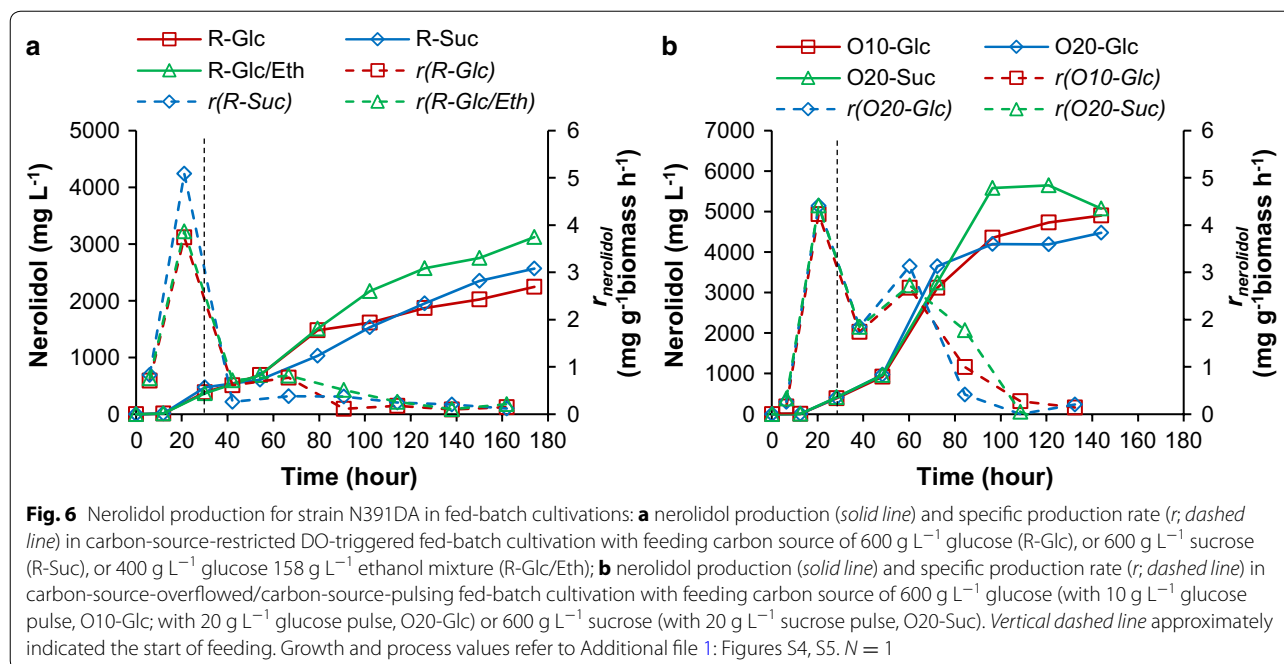 a
R-Glc R-Suc
R-Glc/Eth r(R-Glc)
r(R-Suc) r(R-Glc/Eth)
5000
4000
3000
2000
1000
0
Nerolidol (mg L-1)
6
5
4
3
2
1
0
rnerolidol
(mg g-1biomass h-1)
0 20 40 60 80 100 120 140 160 180
Time (hour)
b
O10-Glc O20-Glc
O20-Suc r(O10-Glc)
r(O20-Glc) r(O20-Suc)
7000
6000
5000
4000
3000
2000
1000
0
Nerolidol (mg L-1)
6
5
4
3
2
1
0
rnerolidol
(mg g-1biomass h-1)
0 20 40 60 80 100 120 140 160 180
Time (hour)
Fig. 6 Nerolidol production for strain N391DA in fed-batch cultivations: a nerolidol production (solid line) and specific production rate (r; dashed
line) in carbon-source-restricted DO-triggered fed-batch cultivation with feeding carbon source of 600 g L−1 glucose (R-Glc), or 600 g L−1 sucrose
(R-Suc), or 400 g L−1 glucose 158 g L−1 ethanol mixture (R-Glc/Eth); b nerolidol production (solid line) and specific production rate (r; dashed line) in
carbon-source-overflowed/carbon-source-pulsing fed-batch cultivation with feeding carbon source of 600 g L−1 glucose (with 10 g L−1 glucose
pulse, O10-Glc; with 20 g L−1 glucose pulse, O20-Glc) or 600 g L−1 sucrose (with 20 g L−1 sucrose pulse, O20-Suc). Vertical dashed line approximately
indicated the start of feeding. Growth and process values refer to Additional file 1: Figures S4, S5. N = 1